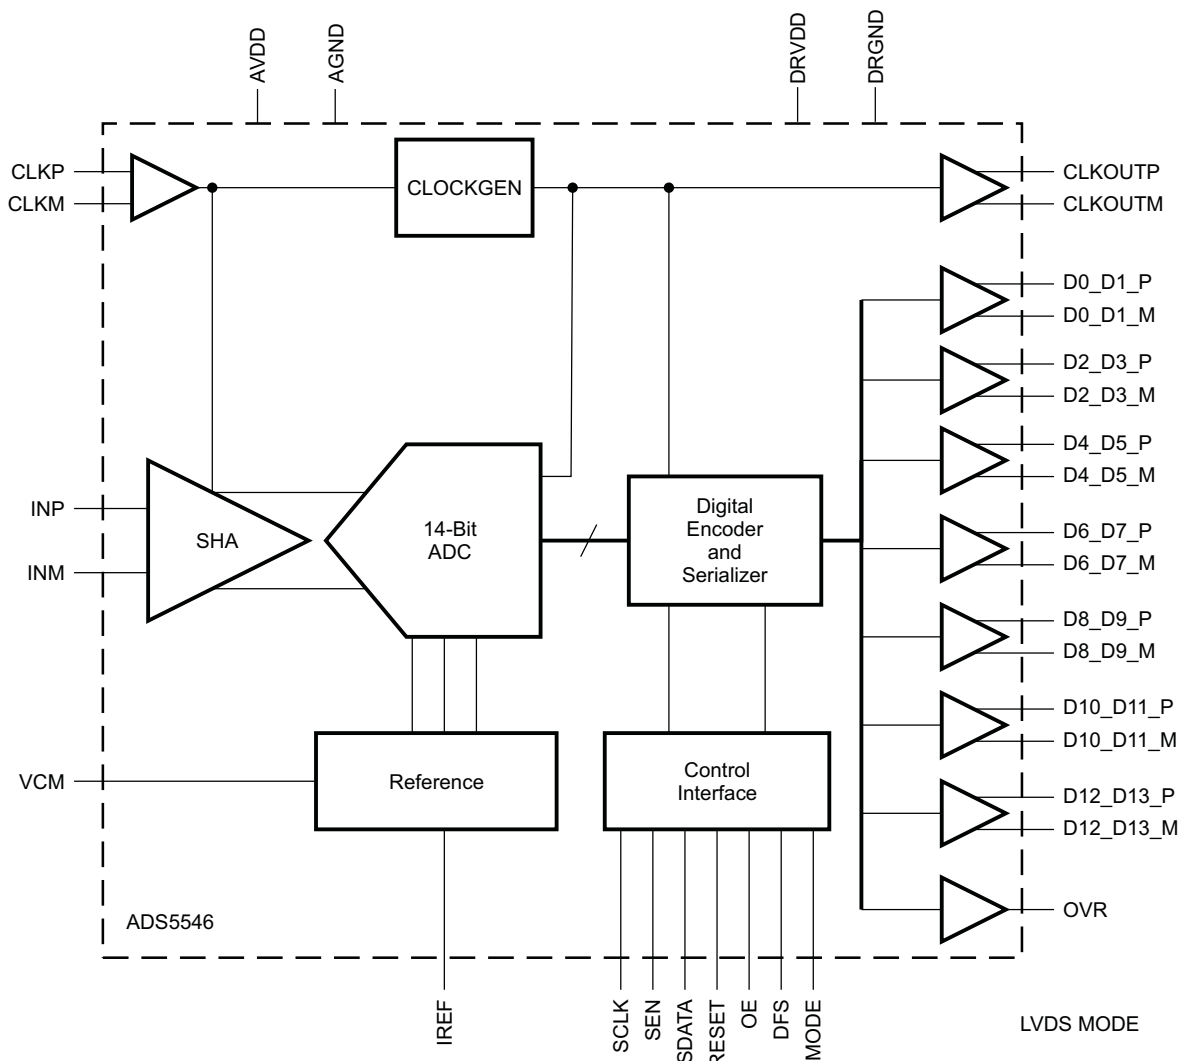 AVDD
AGND
DRVDD
DRGND
CLKP
CLKM
CLOCKGEN
CLKOUTP
CLKOUTM
D0_D1_P
D0_D1_M
D2_D3_P
D2_D3_M
D4_D5_P
D4_D5_M
INP
INM
SHA
14-Bit
ADC
Digital
Encoder
and
Serializer
D6_D7_P
D6_D7_M
D8_D9_P
D8_D9_M
D10_D11_P
D10_D11_M
VCM
Reference
Control
Interface
D12_D13_P
D12_D13_M
OVR
ADS5546
IREF
SCLK
SEN
SDATA
RESET
OE
DFS
MODE
LVDS MODE